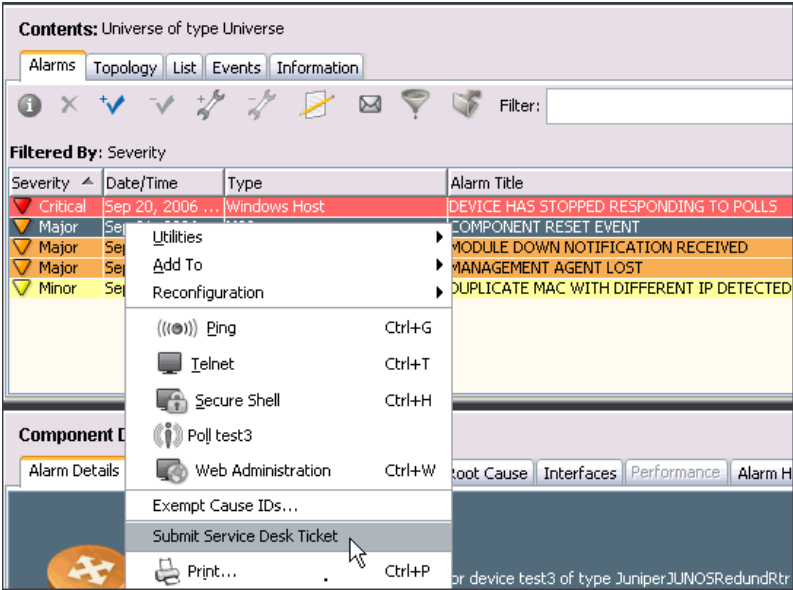 Contents: Universe of type Universe
Alarms Topology List Events Information
Filter:
Filtered By: Severity
Severity Date/Time Type Alarm Title
Critical Sep 20, 2006 ... Windows Host DEVICE HAS STOPPED RESPONDING TO POLLS
Major COMPONENT RESET EVENT
Major MODULE DOWN NOTIFICATION RECEIVED
Major MANAGEMENT AGENT LOST
Minor DUPLICATE MAC WITH DIFFERENT IP DETECTED
Utilities
Add To
Reconfiguration
Ping Ctrl+G
Telnet Ctrl+T
Secure Shell Ctrl+H
Poll test3
Web Administration Ctrl+W
Exempt Cause IDs...
Submit Service Desk Ticket
Print... Ctrl+P
Component
Alarm Details Root Cause Interfaces Performance Alarm
or device test3 of type JuniperJUNOSRedundRtr